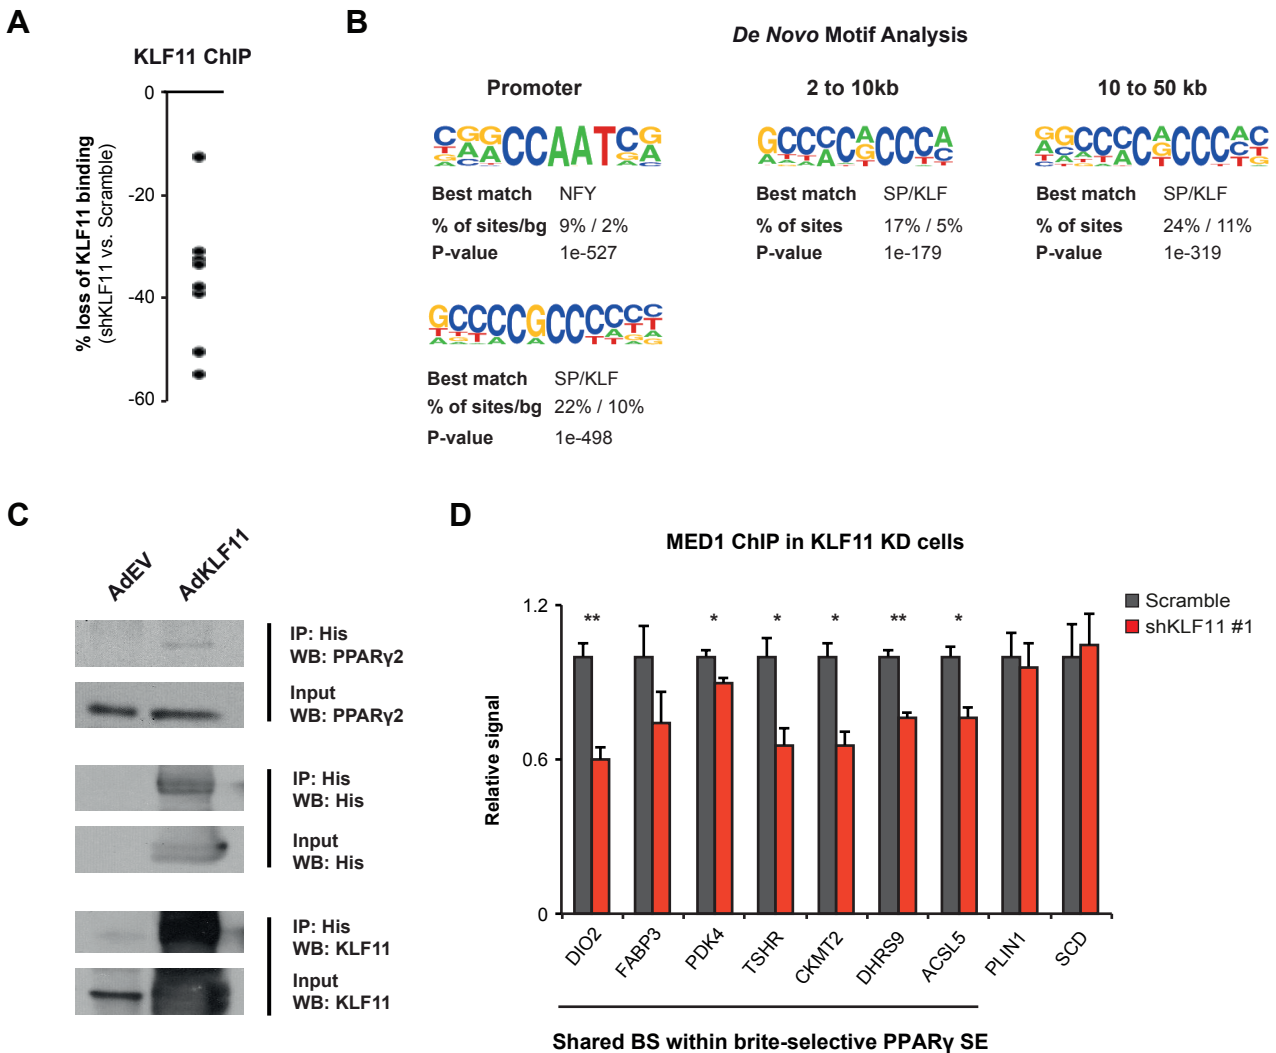 A
KLF11 ChIP
% loss of KLF11 binding
(shKLF11 vs. Scramble)
0
-20
-40
-60
B
De Novo Motif Analysis
Promoter
Best match NFY
% of sites/bg 9% / 2%
P-value 1e-527
Best match SP/KLF
% of sites/bg 22% / 10%
P-value 1e-498
2 to 10kb
Best match SP/KLF
% of sites 17% / 5%
P-value 1e-179
10 to 50 kb
Best match SP/KLF
% of sites 24% / 11%
P-value 1e-319
C
AdEV
AdKLF11
IP: His
WB: PPARγ2
Input
WB: PPARγ2
IP: His
WB: His
Input
WB: His
IP: His
WB: KLF11
Input
WB: KLF11
D
MED1 ChIP in KLF11 KD cells
Scramble
shKLF11 #1
Relative signal
1.2
0.6
0
** * * * ** *
DIO2
FABP3
PDK4
TSHR
CKMT2
DHRS9
ACSL5
PLIN1
SCD
Shared BS within brite-selective PPARγ SE